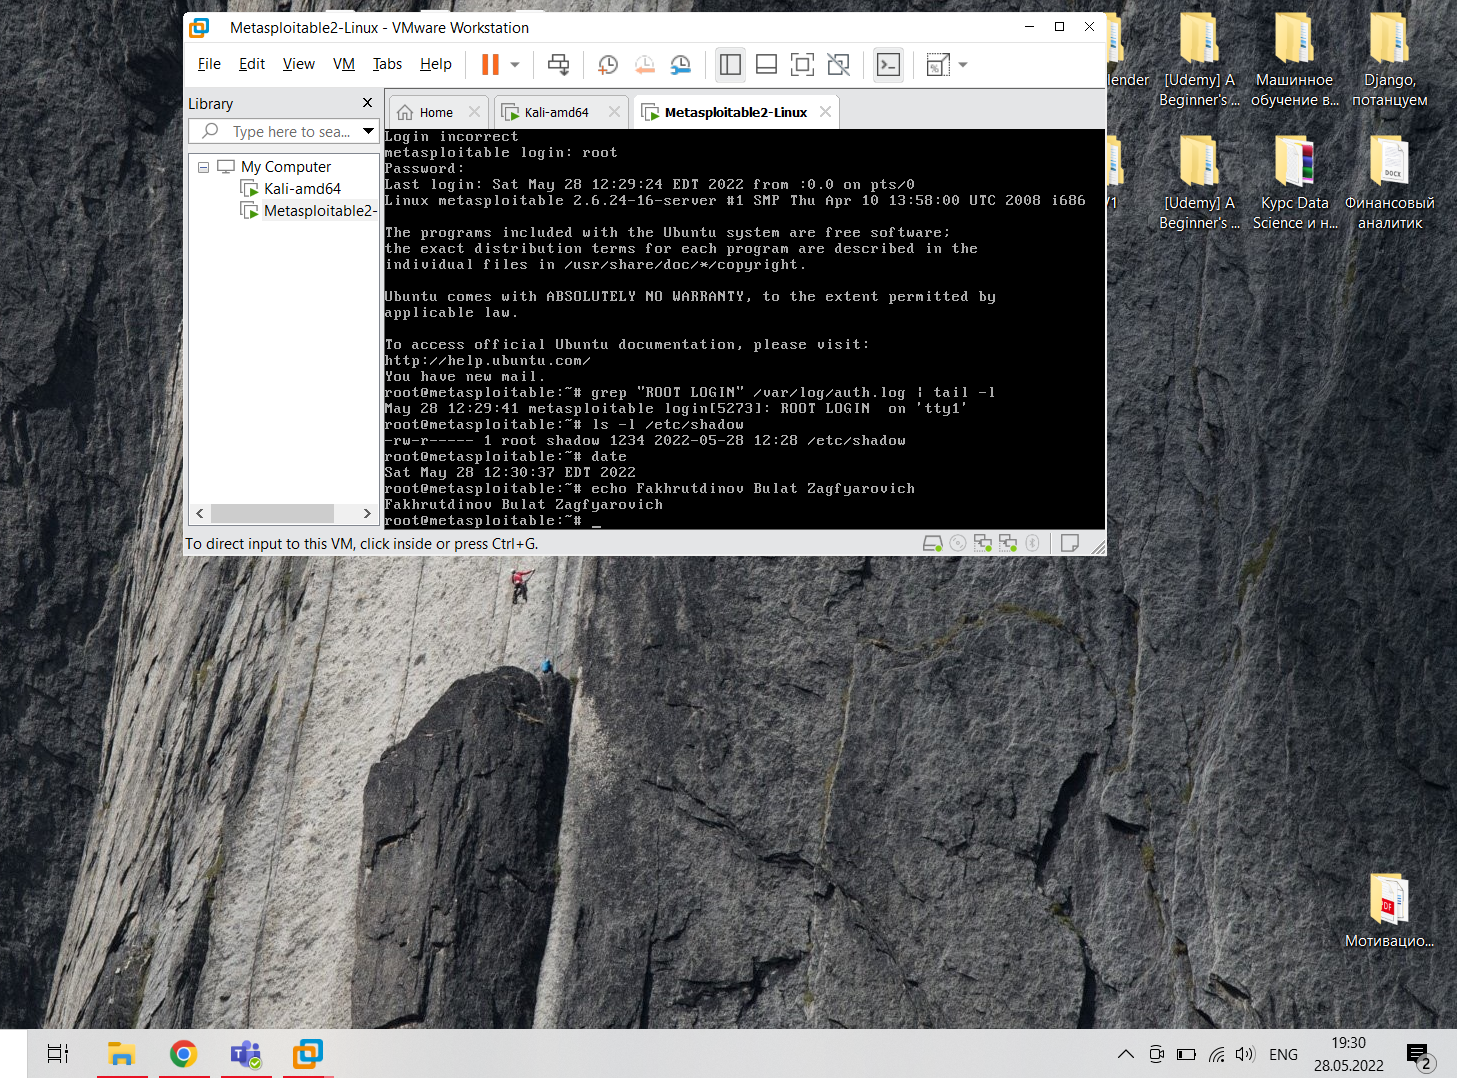 Metasploitable2-Linux - VMware Workstation
File Edit View VM Tabs Help
Library
Type here to sea...
My Computer
Kali-amd64
Metasploitable2-
Home
Kali-amd64
Metasploitable2-Linux
Login incorrect
metasploitable login: root
Password:
Last login: Sat May 28 12:29:24 EDT 2022 from :0.0 on pts/0
Linux metasploitable 2.6.24-16-server #1 SMP Thu Apr 10 13:58:00 UTC 2008 i686
The programs included with the Ubuntu system are free software;
the exact distribution terms for each program are described in the
individual files in /usr/share/doc/*/copyright.
Ubuntu comes with ABSOLUTELY NO WARRANTY, to the extent permitted by
applicable law.
To access official Ubuntu documentation, please visit:
http://help.ubuntu.com/
You have new mail.
root@metasploitable:~# grep "ROOT LOGIN" /var/log/auth.log | tail -1
May 28 12:29:41 metasploitable login[5273]: ROOT LOGIN  on 'tty1'
root@metasploitable:~# ls -l /etc/shadow
-rw-r----- 1 root shadow 1234 2022-05-28 12:28 /etc/shadow
root@metasploitable:~# date
Sat May 28 12:30:37 EDT 2022
root@metasploitable:~# echo Fakhrutdinov Bulat Zagfyarovich
Fakhrutdinov Bulat Zagfyarovich
root@metasploitable:~# _
To direct input to this VM, click inside or press Ctrl+G.
lender
[Udemy] A
Beginner's ...
Машинное
обучение в...
Django,
потанцуем
[Udemy] A
Beginner's ...
Курс Data
Science и н...
DOCX
Финансовый
аналитик
PDF
Мотивацио...
ENG
19:30
28.05.2022
2